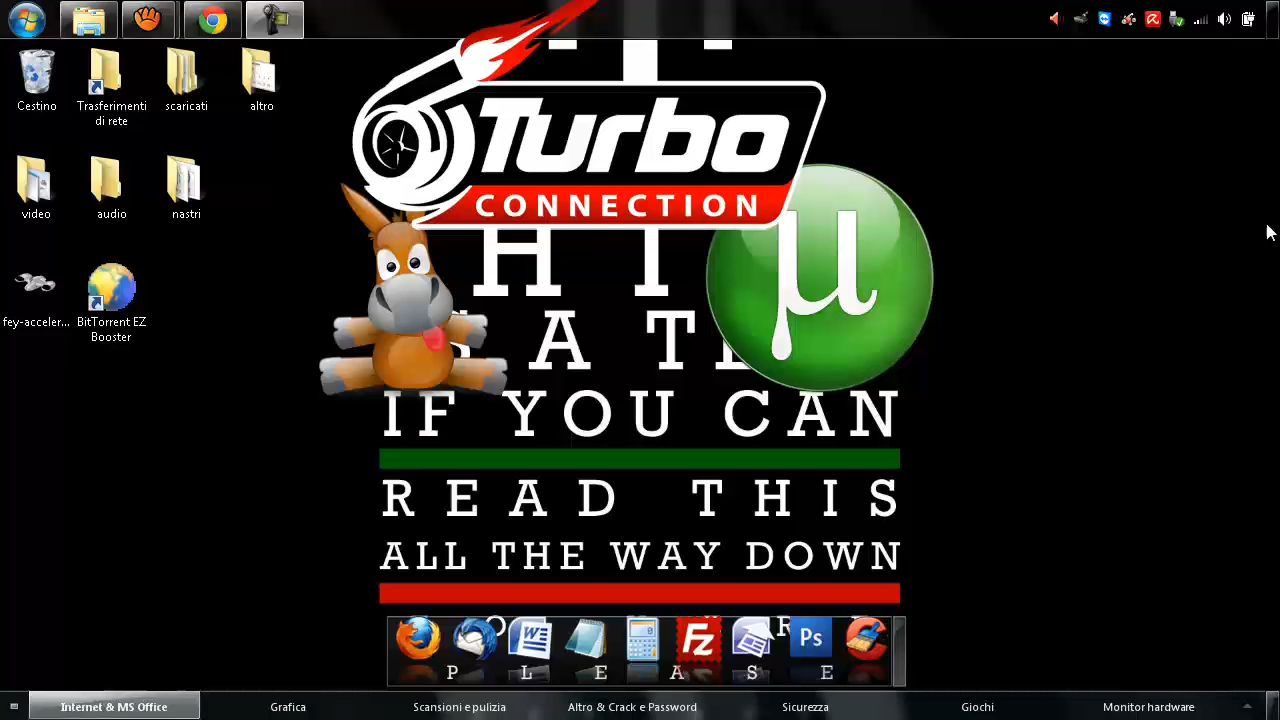 Cestino
Trasferimenti di rete
scaricati
altro
video
audio
nastri
fey-acceler...
BitTorrent EZ Booster
Turbo
CONNECTION
µ
H I
A T
IF YOU CAN
READ THIS
ALL THE WAY DOWN
W
Fz
Ps
P L E A S E
Internet & MS Office
Grafica
Scansioni e pulizia
Altro & Crack e Password
Sicurezza
Giochi
Monitor hardware